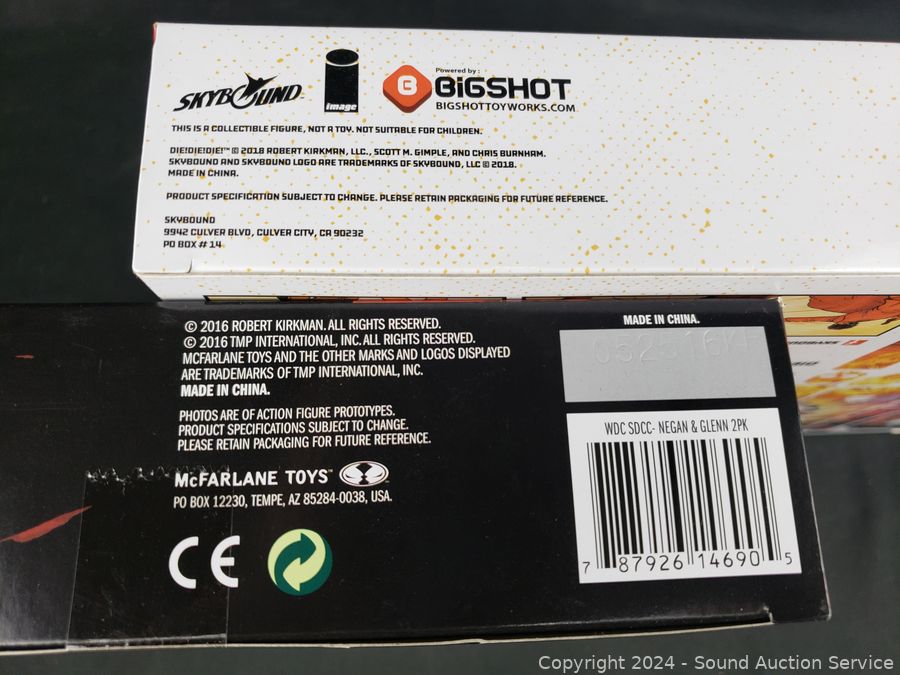 SKYBOUND
image
Powered by :
BiGSHOT
BIGSHOTTOYWORKS.COM
THIS IS A COLLECTIBLE FIGURE, NOT A TOY. NOT SUITABLE FOR CHILDREN.
DIE!DIE!DIE!™ © 2018 ROBERT KIRKMAN, LLC., SCOTT M. GIMPLE, AND CHRIS BURNHAM.
SKYBOUND AND SKYBOUND LOGO ARE TRADEMARKS OF SKYBOUND, LLC © 2018.
MADE IN CHINA.
PRODUCT SPECIFICATION SUBJECT TO CHANGE. PLEASE RETAIN PACKAGING FOR FUTURE REFERENCE.
SKYBOUND
9942 CULVER BLVD, CULVER CITY, CA 90232
PO BOX # 14
© 2016 ROBERT KIRKMAN. ALL RIGHTS RESERVED.
© 2016 TMP INTERNATIONAL, INC. ALL RIGHTS RESERVED.
MCFARLANE TOYS AND THE OTHER MARKS AND LOGOS DISPLAYED
ARE TRADEMARKS OF TMP INTERNATIONAL, INC.
MADE IN CHINA.
PHOTOS ARE OF ACTION FIGURE PROTOTYPES.
PRODUCT SPECIFICATIONS SUBJECT TO CHANGE.
PLEASE RETAIN PACKAGING FOR FUTURE REFERENCE.
MCFARLANE TOYS™
PO BOX 12230, TEMPE, AZ 85284-0038, USA.
CE
MADE IN CHINA.
WDC SDCC- NEGAN & GLENN 2PK
7 87926 14690 5
Copyright 2024 - Sound Auction Service